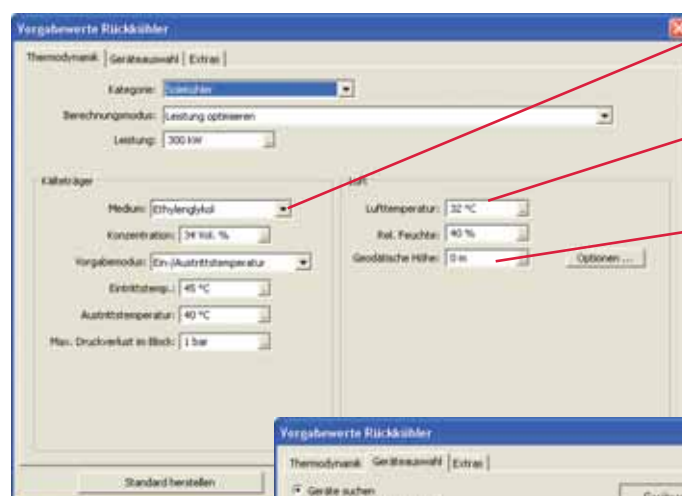 Vorgabewerte Rückkühler
Thermodynamik Geräteauswahl Extras
Kategorie:
Berechnungsmodus: Leistung optimieren
Leistung: 300 kW
Kälteträger
Luft
Medium: Ethylenglykol
Lufttemperatur: 32 °C
Konzentration: 34 Vol. %
Rel. Feuchte: 40 %
Vorgabemodus: Ein-/Austrittstemperatur
Geodätische Höhe: 0 m
Optionen ...
Eintrittstemp.: 45 °C
Austrittstemperatur: 40 °C
Max. Druckverlust im Block: 1 bar
Standard herstellen
Vorgabewerte Rückkühler
Thermodynamik Geräteauswahl Extras
Geräte suchen